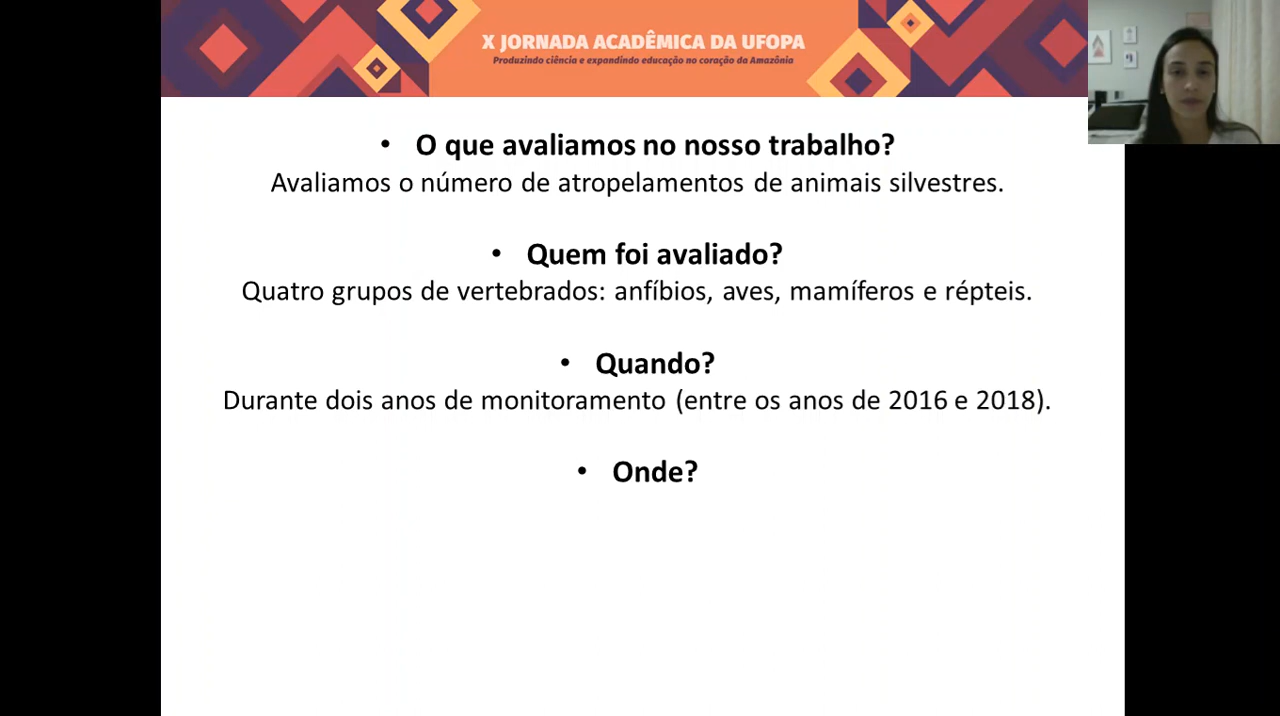 X JORNADA ACADÊMICA DA UFOPA
Produzindo ciência e expandindo educação no coração da Amazônia
• O que avaliamos no nosso trabalho?
Avaliamos o número de atropelamentos de animais silvestres.
• Quem foi avaliado?
Quatro grupos de vertebrados: anfíbios, aves, mamíferos e répteis.
• Quando?
Durante dois anos de monitoramento (entre os anos de 2016 e 2018).
• Onde?